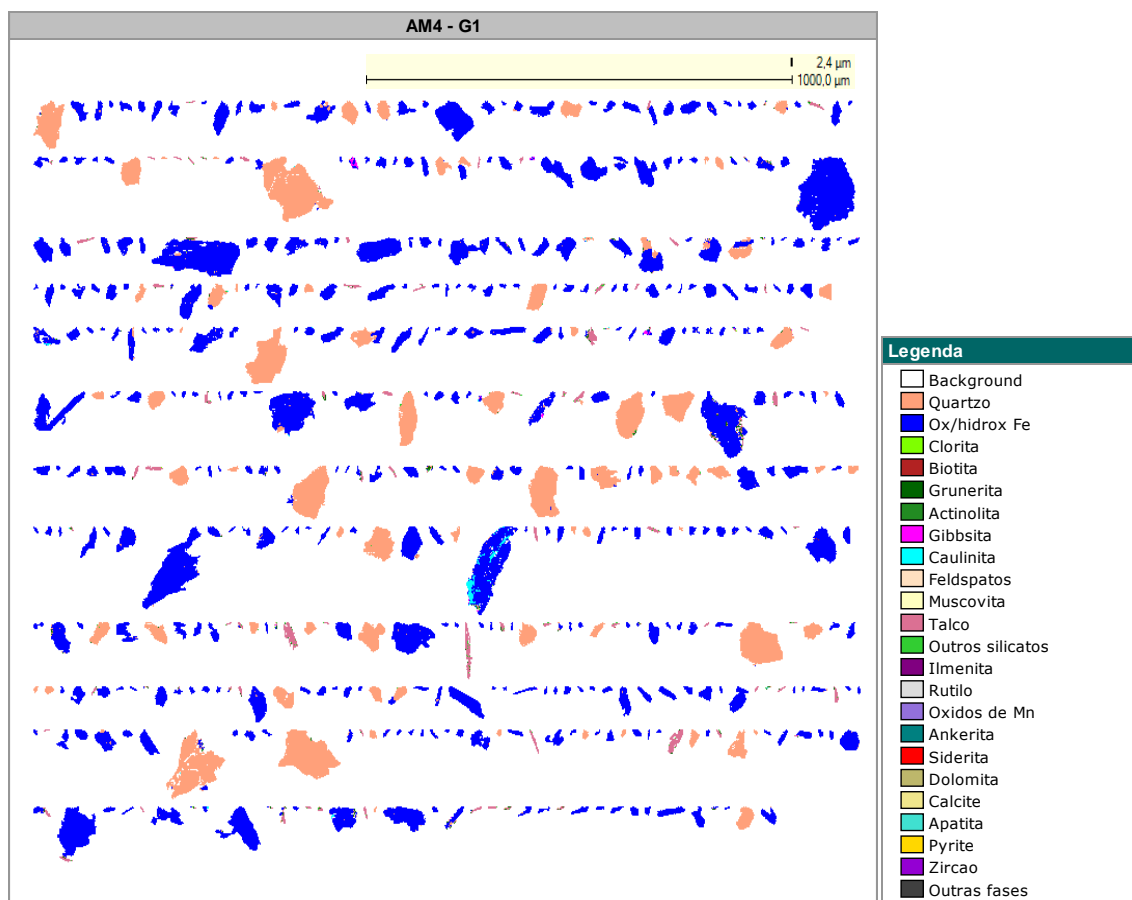 AM4 - G1
2,4 µm
1000,0 µm
Legenda
Background
Quartzo
Ox/hidrox Fe
Clorita
Biotita
Grunerita
Actinolita
Gibbsita
Caulinita
Feldspatos
Muscovita
Talco
Outros silicatos
Ilmenita
Rutilo
Oxidos de Mn
Ankerita
Siderita
Dolomita
Calcite
Apatita
Pyrite
Zircao
Outras fases